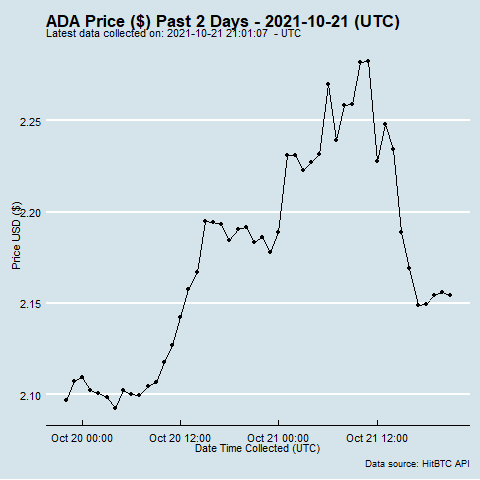 ADA Price ($) Past 2 Days - 2021-10-21 (UTC)
Latest data collected on: 2021-10-21 21:01:07 - UTC
Price USD ($)
2.25
2.20
2.15
2.10
Oct 20 00:00 Oct 20 12:00 Oct 21 00:00 Oct 21 12:00
Date Time Collected (UTC)
Data source: HitBTC API